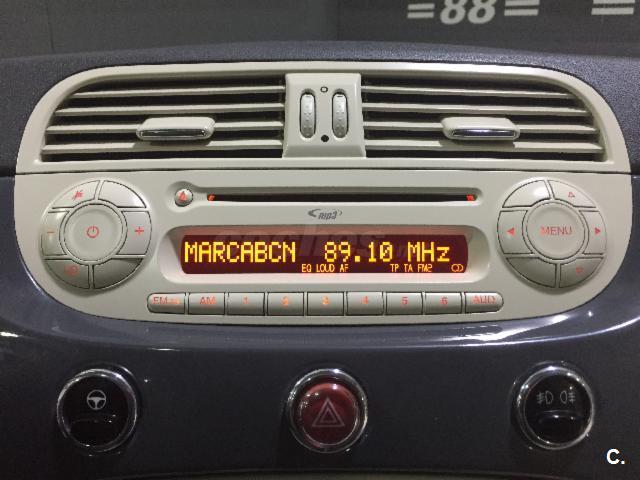 88
mp3
MARCABCN 89.10 MHz
EQ LOUD AF TP TA FM2
MENU
FM AS AM 1 2 3 4 5 6 AUD
C.